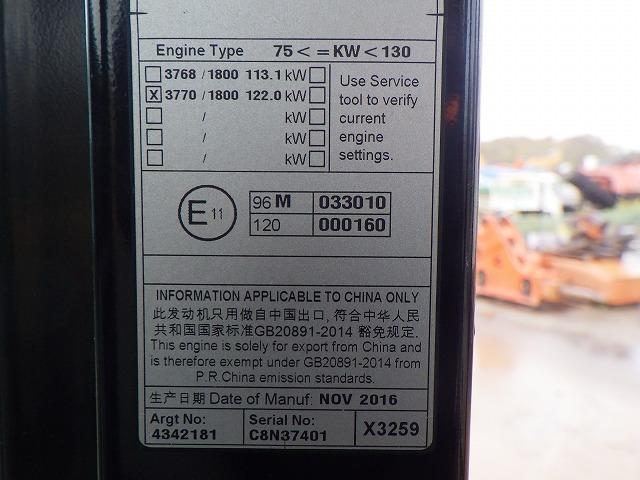 Engine Type 75 < = KW < 130
3768 / 1800 113.1 kW
X 3770 / 1800 122.0 kW
/ kW
/ kW
Use Service
tool to verify
current
engine
settings.
E 11
96 M 033010
120 000160
INFORMATION APPLICABLE TO CHINA ONLY
此发动机只用做自中国出口, 符合中华人民
共和国国家标准GB20891-2014 豁免规定.
This engine is solely for export from China and
is therefore exempt under GB20891-2014 from
P.R.China emission standards.
生产日期 Date of Manuf: NOV 2016
Argt No: Serial No:
4342181 C8N37401 X3259